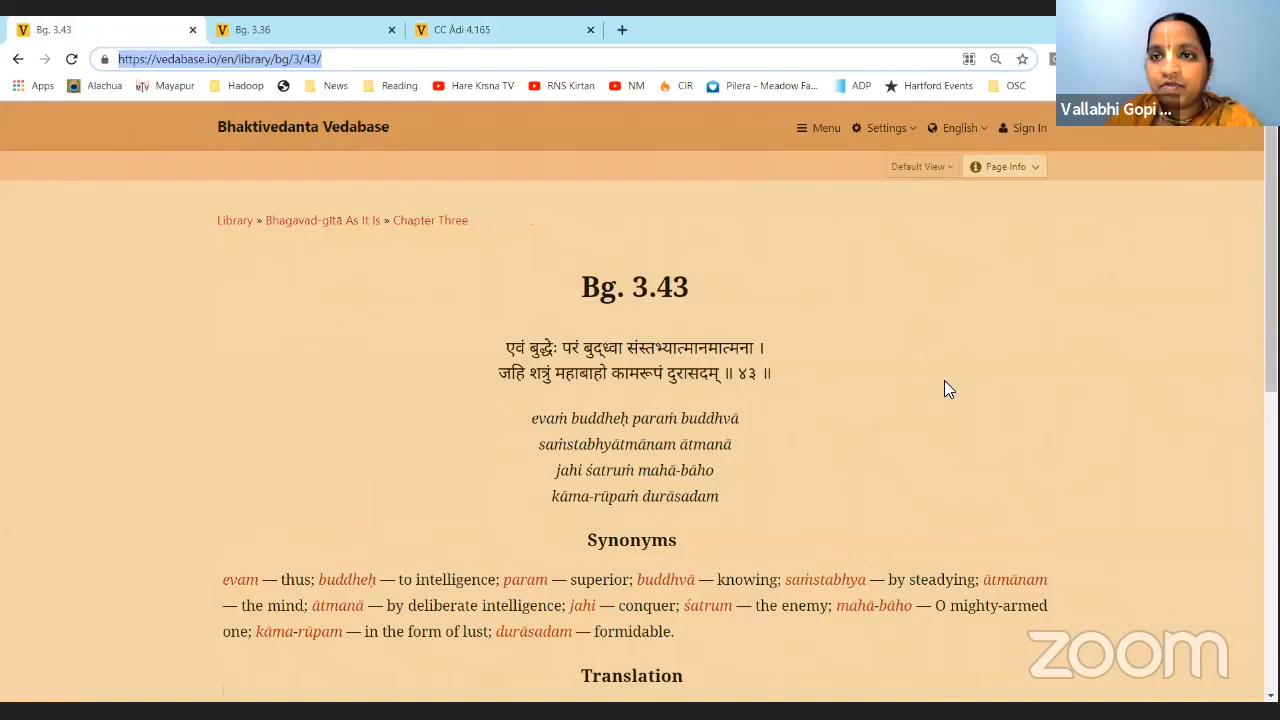 Bg. 3.43
Bg. 3.36
CC Ādi 4.165
https://vedabase.io/en/library/bg/3/43/
Apps Alachua Mayapur Hadoop News Reading Hare Krsna TV RNS Kirtan NM CIR Pilera - Meadow Fa... ADP Hartford Events OSC
Vallabhi Gopi ...
Bhaktivedanta Vedabase
Menu Settings English Sign In
Default View Page Info
Library » Bhagavad-gītā As It Is » Chapter Three
Bg. 3.43
एवं बुद्धेः परं बुद्ध्वा संस्तभ्यात्मानमात्मना ।
जहि शत्रुं महाबाहो कामरूपं दुरासदम् ॥ ४३ ॥
evaṁ buddheḥ paraṁ buddhvā
saṁstabhyātmānam ātmanā
jahi śatruṁ mahā-bāho
kāma-rūpaṁ durāsadam
Synonyms
evam — thus; buddheḥ — to intelligence; param — superior; buddhvā — knowing; saṁstabhya — by steadying; ātmānam
— the mind; ātmanā — by deliberate intelligence; jahi — conquer; śatrum — the enemy; mahā-bāho — O mighty-armed
one; kāma-rūpam — in the form of lust; durāsadam — formidable.
zoom
Translation